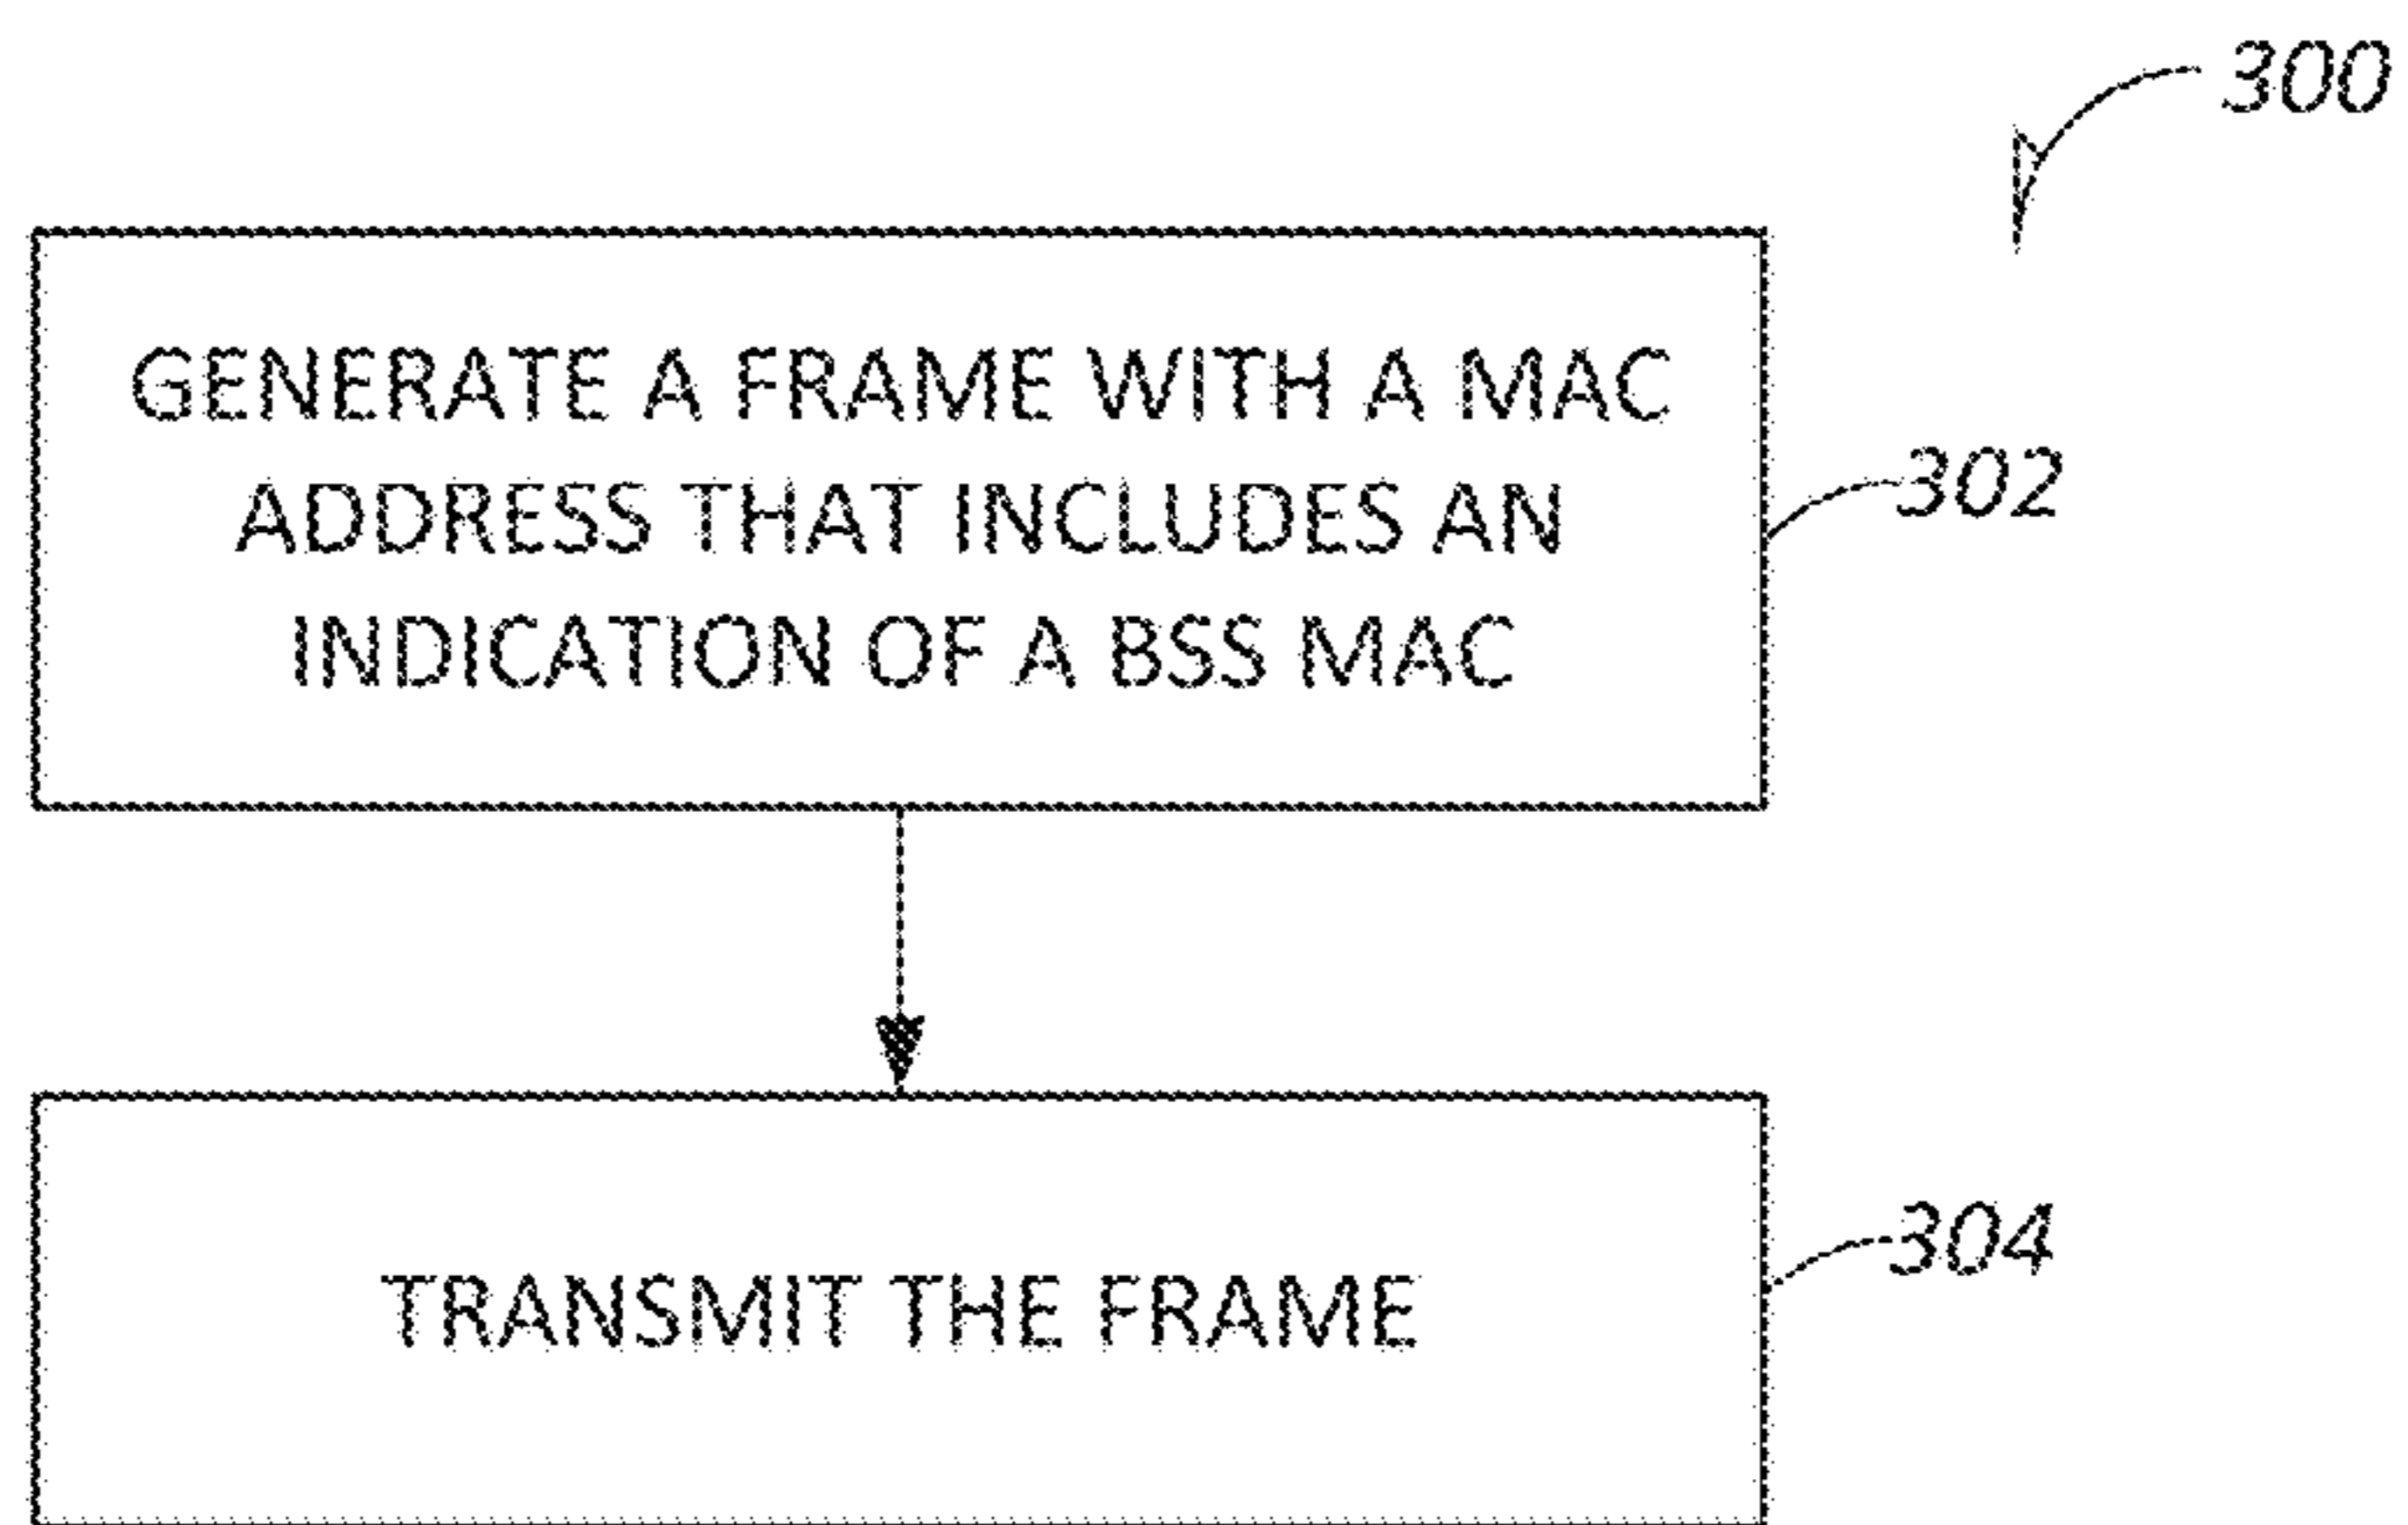 300
GENERATE A FRAME WITH A MAC
ADDRESS THAT INCLUDES AN
INDICATION OF A BSS MAC
302
TRANSMIT THE FRAME
304